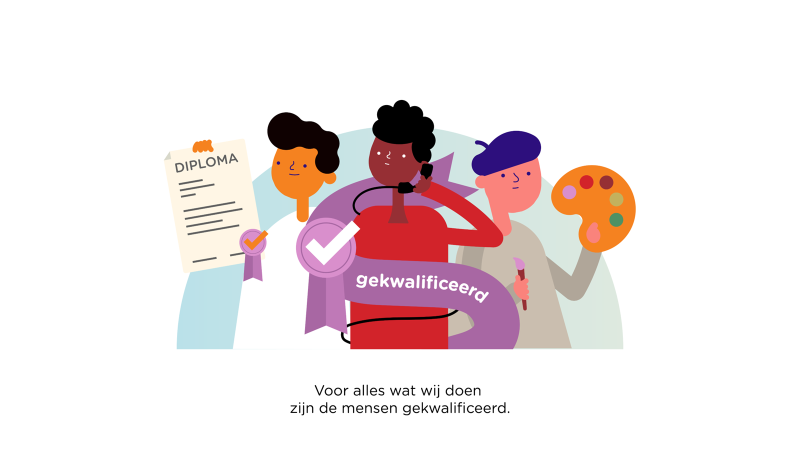 DIPLOMA
gekwalificeerd
Voor alles wat wij doen
zijn de mensen gekwalificeerd.